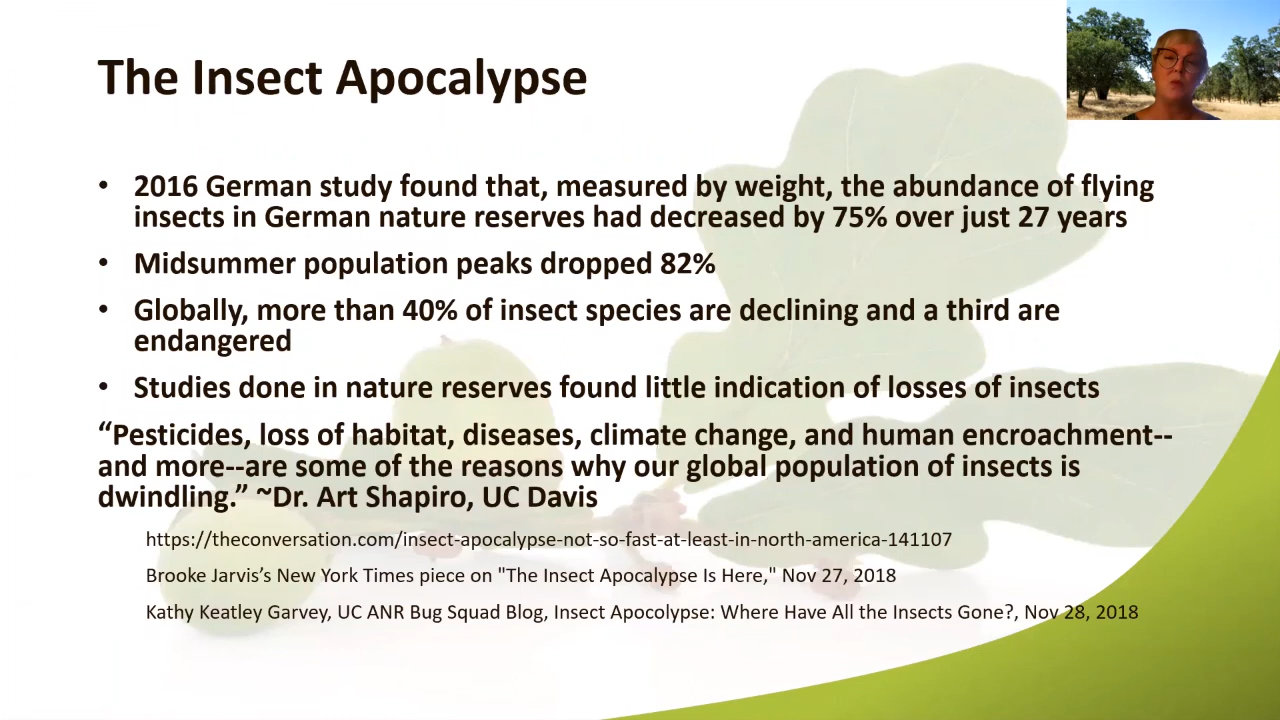 The Insect Apocalypse
• 2016 German study found that, measured by weight, the abundance of flying
insects in German nature reserves had decreased by 75% over just 27 years
• Midsummer population peaks dropped 82%
• Globally, more than 40% of insect species are declining and a third are
endangered
• Studies done in nature reserves found little indication of losses of insects
“Pesticides, loss of habitat, diseases, climate change, and human encroachment--
and more--are some of the reasons why our global population of insects is
dwindling.” ~Dr. Art Shapiro, UC Davis
https://theconversation.com/insect-apocalypse-not-so-fast-at-least-in-north-america-141107
Brooke Jarvis’s New York Times piece on "The Insect Apocalypse Is Here," Nov 27, 2018
Kathy Keatley Garvey, UC ANR Bug Squad Blog, Insect Apocolypse: Where Have All the Insects Gone?, Nov 28, 2018